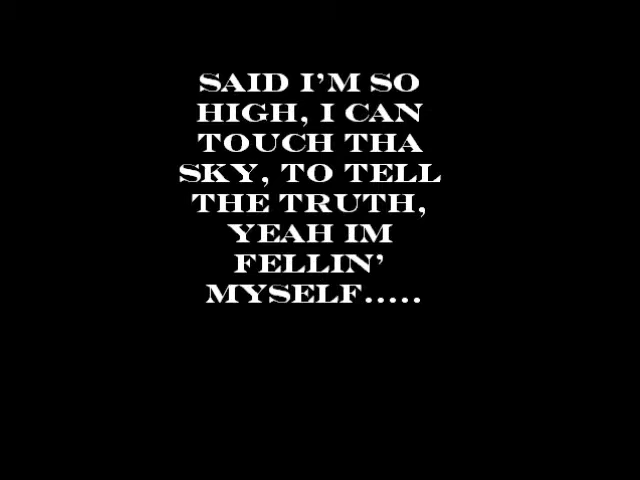 SAID I'M SO
HIGH, I CAN
TOUCH THA
SKY, TO TELL
THE TRUTH,
YEAH IM
FELLIN'
MYSELF.....